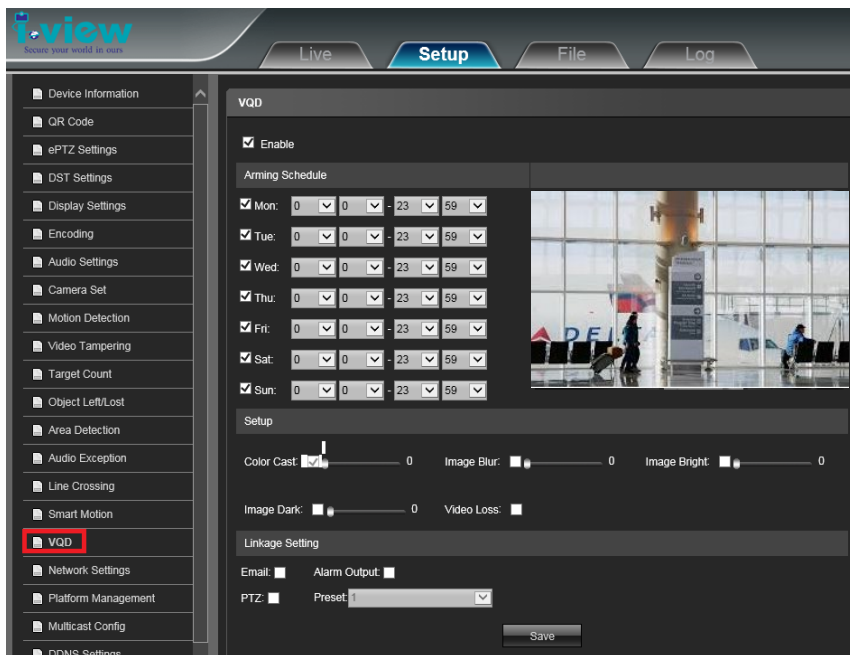 i-view
Secure your world in ours
Live
Setup
File
Log
Device Information
QR Code
ePTZ Settings
DST Settings
Display Settings
Encoding
Audio Settings
Camera Set
Motion Detection
Video Tampering
Target Count
Object Left/Lost
Area Detection
Audio Exception
Line Crossing
Smart Motion
VQD
Network Settings
Platform Management
Multicast Config
DDNS Settings
VQD
Enable
Arming Schedule
Mon: 0 0 - 23 59
Tue: 0 0 - 23 59
Wed: 0 0 - 23 59
Thu: 0 0 - 23 59
Fri: 0 0 - 23 59
Sat: 0 0 - 23 59
Sun: 0 0 - 23 59
DELTA
Setup
Color Cast: 0 Image Blur: 0 Image Bright: 0
Image Dark: 0 Video Loss:
Linkage Setting
Email: Alarm Output:
PTZ: Preset: 1
Save